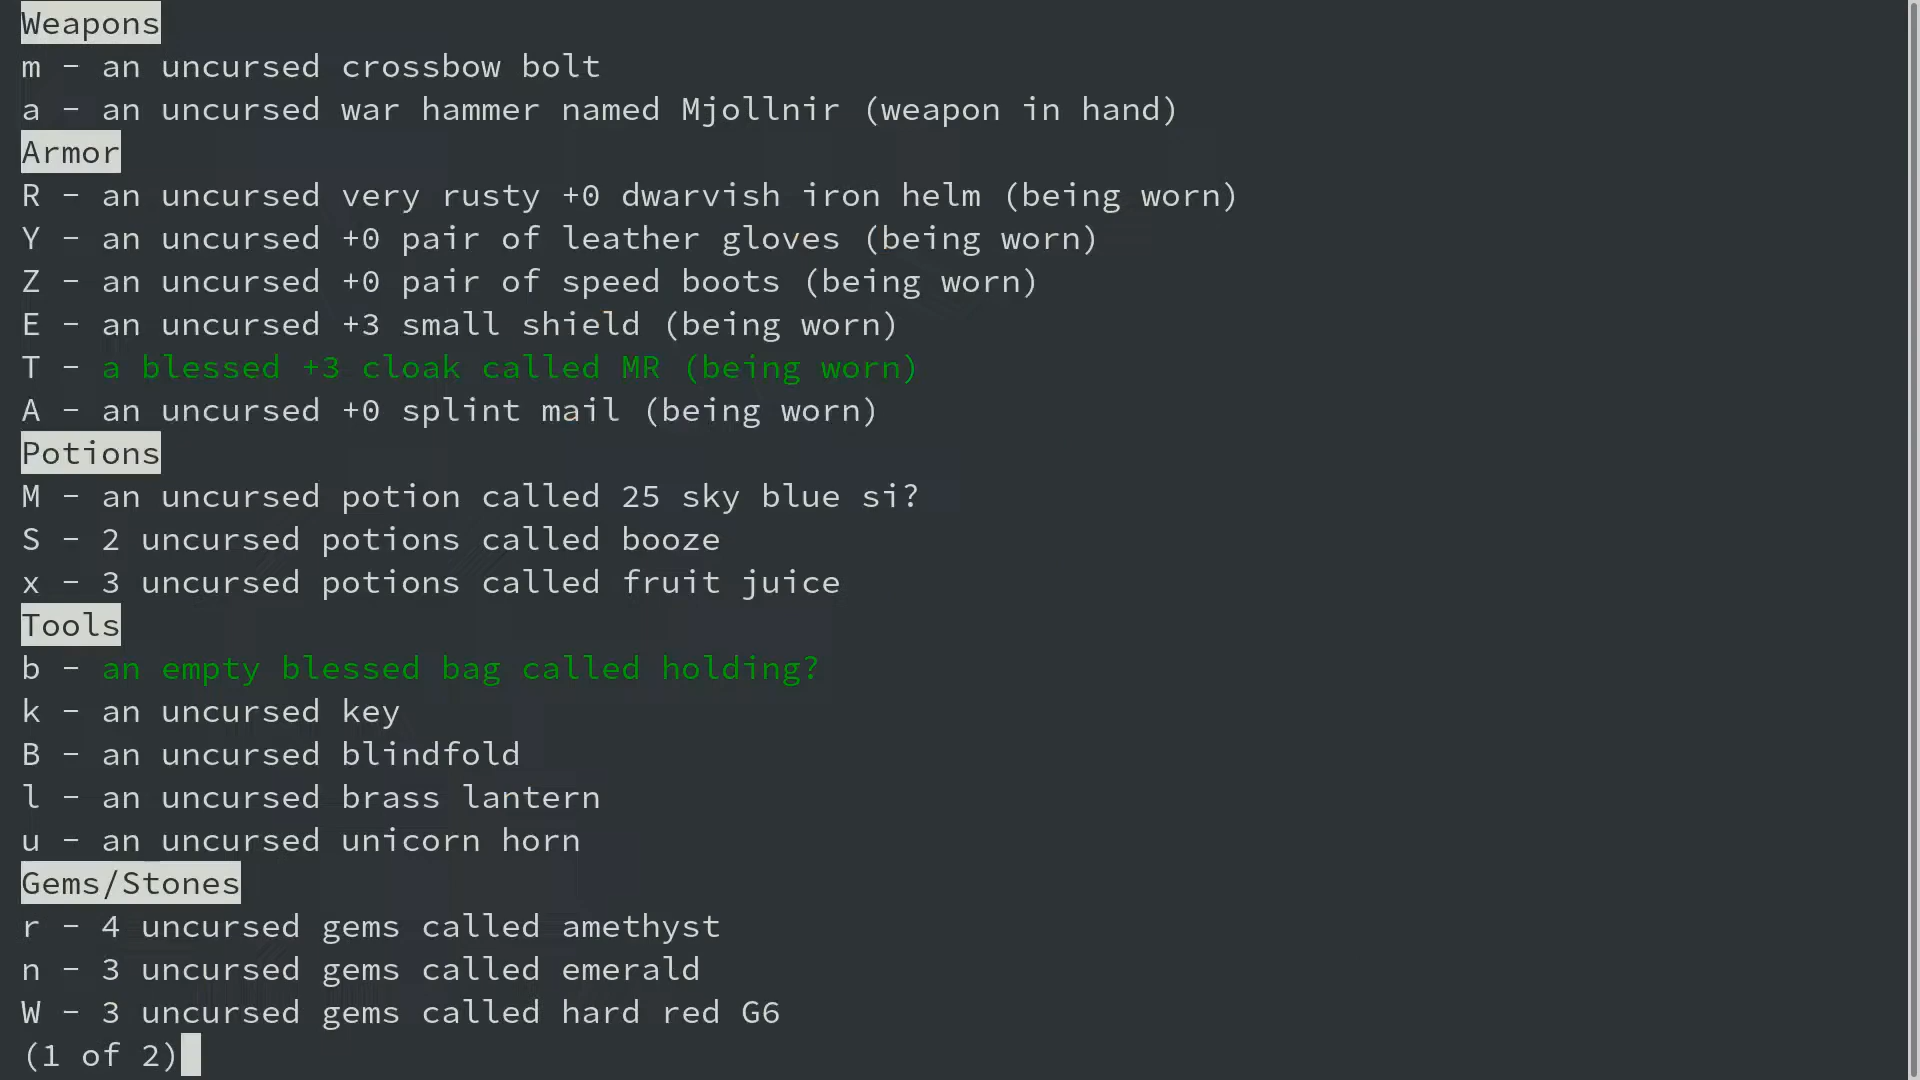 Weapons
m - an uncursed crossbow bolt
a - an uncursed war hammer named Mjollnir (weapon in hand)
Armor
R - an uncursed very rusty +0 dwarvish iron helm (being worn)
Y - an uncursed +0 pair of leather gloves (being worn)
Z - an uncursed +0 pair of speed boots (being worn)
E - an uncursed +3 small shield (being worn)
T - a blessed +3 cloak called MR (being worn)
A - an uncursed +0 splint mail (being worn)
Potions
M - an uncursed potion called 25 sky blue si?
S - 2 uncursed potions called booze
x - 3 uncursed potions called fruit juice
Tools
b - an empty blessed bag called holding?
k - an uncursed key
B - an uncursed blindfold
l - an uncursed brass lantern
u - an uncursed unicorn horn
Gems/Stones
r - 4 uncursed gems called amethyst
n - 3 uncursed gems called emerald
W - 3 uncursed gems called hard red G6
(1 of 2)